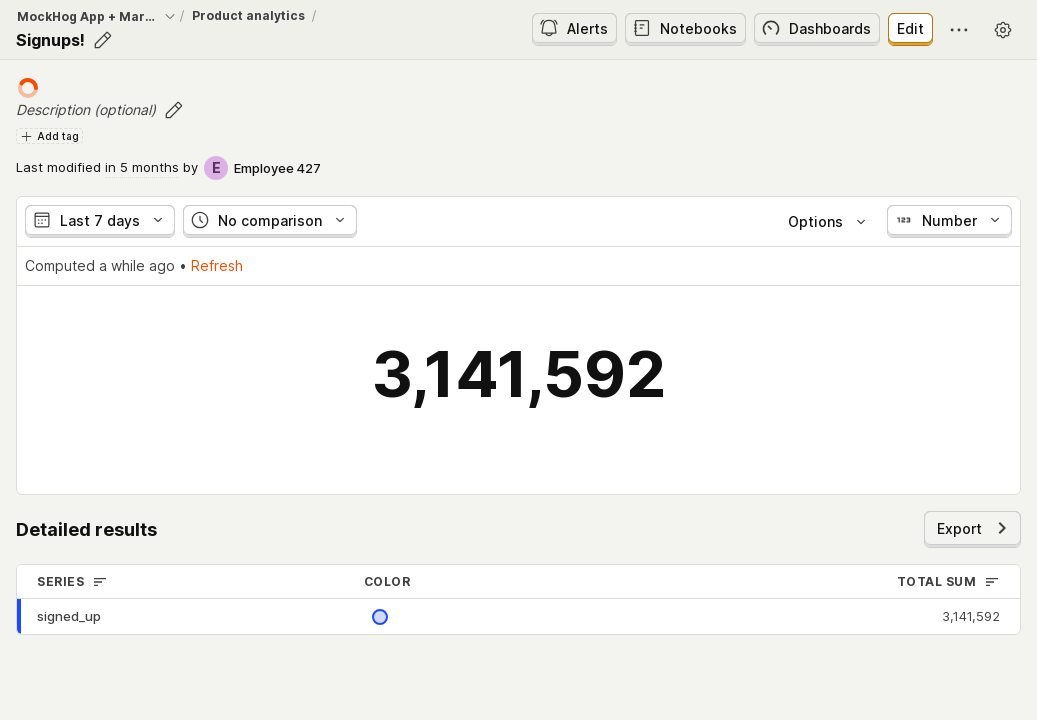 MockHog App + Mar... / Product analytics /
Signups!
Alerts
Notebooks
Dashboards
Edit
Description (optional)
Add tag
Last modified in 5 months by E Employee 427
Last 7 days
No comparison
Options
123 Number
Computed a while ago • Refresh
3,141,592
Detailed results
Export
SERIES COLOR TOTAL SUM
signed_up 3,141,592